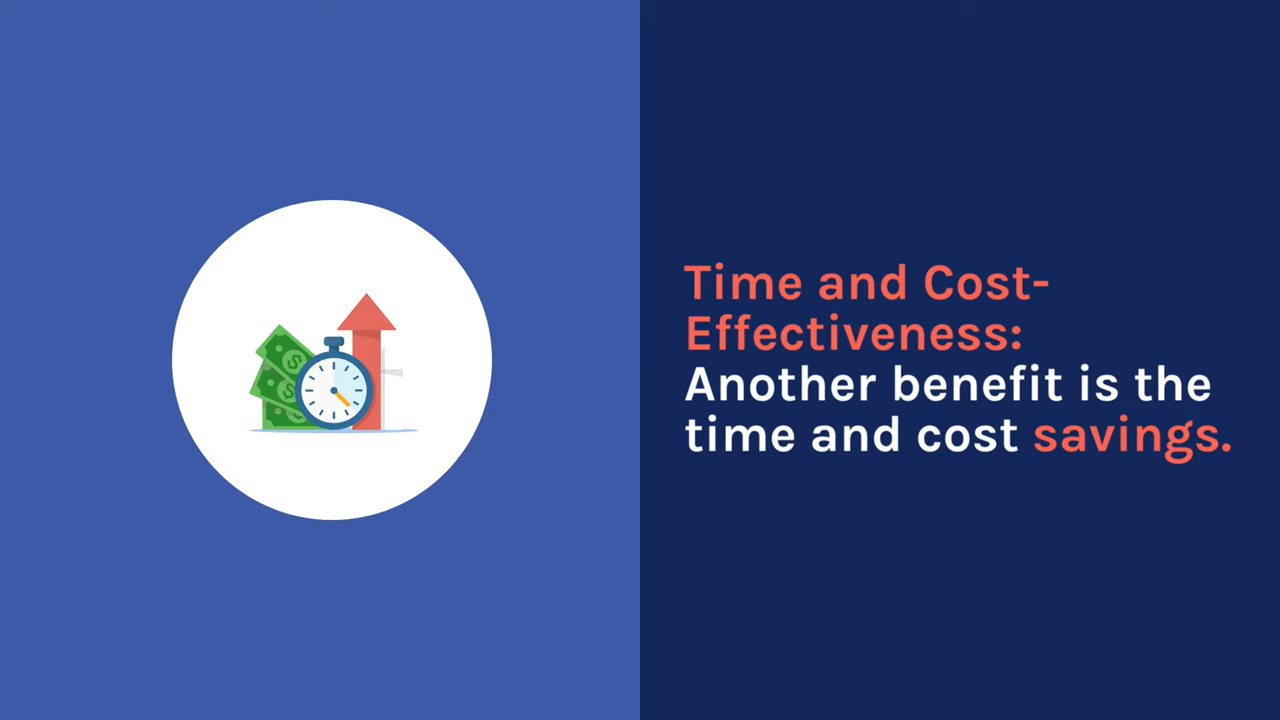 Time and Cost-
Effectiveness:
Another benefit is the
time and cost savings.